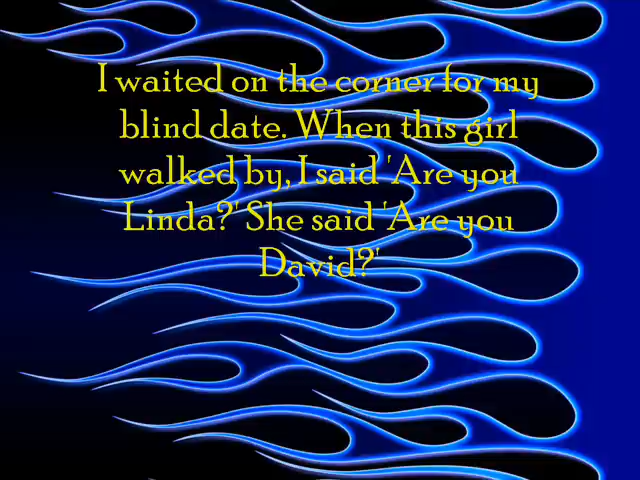 I waited on the corner for my
blind date. When this girl
walked by, I said 'Are you
Linda?' She said 'Are you
David?'